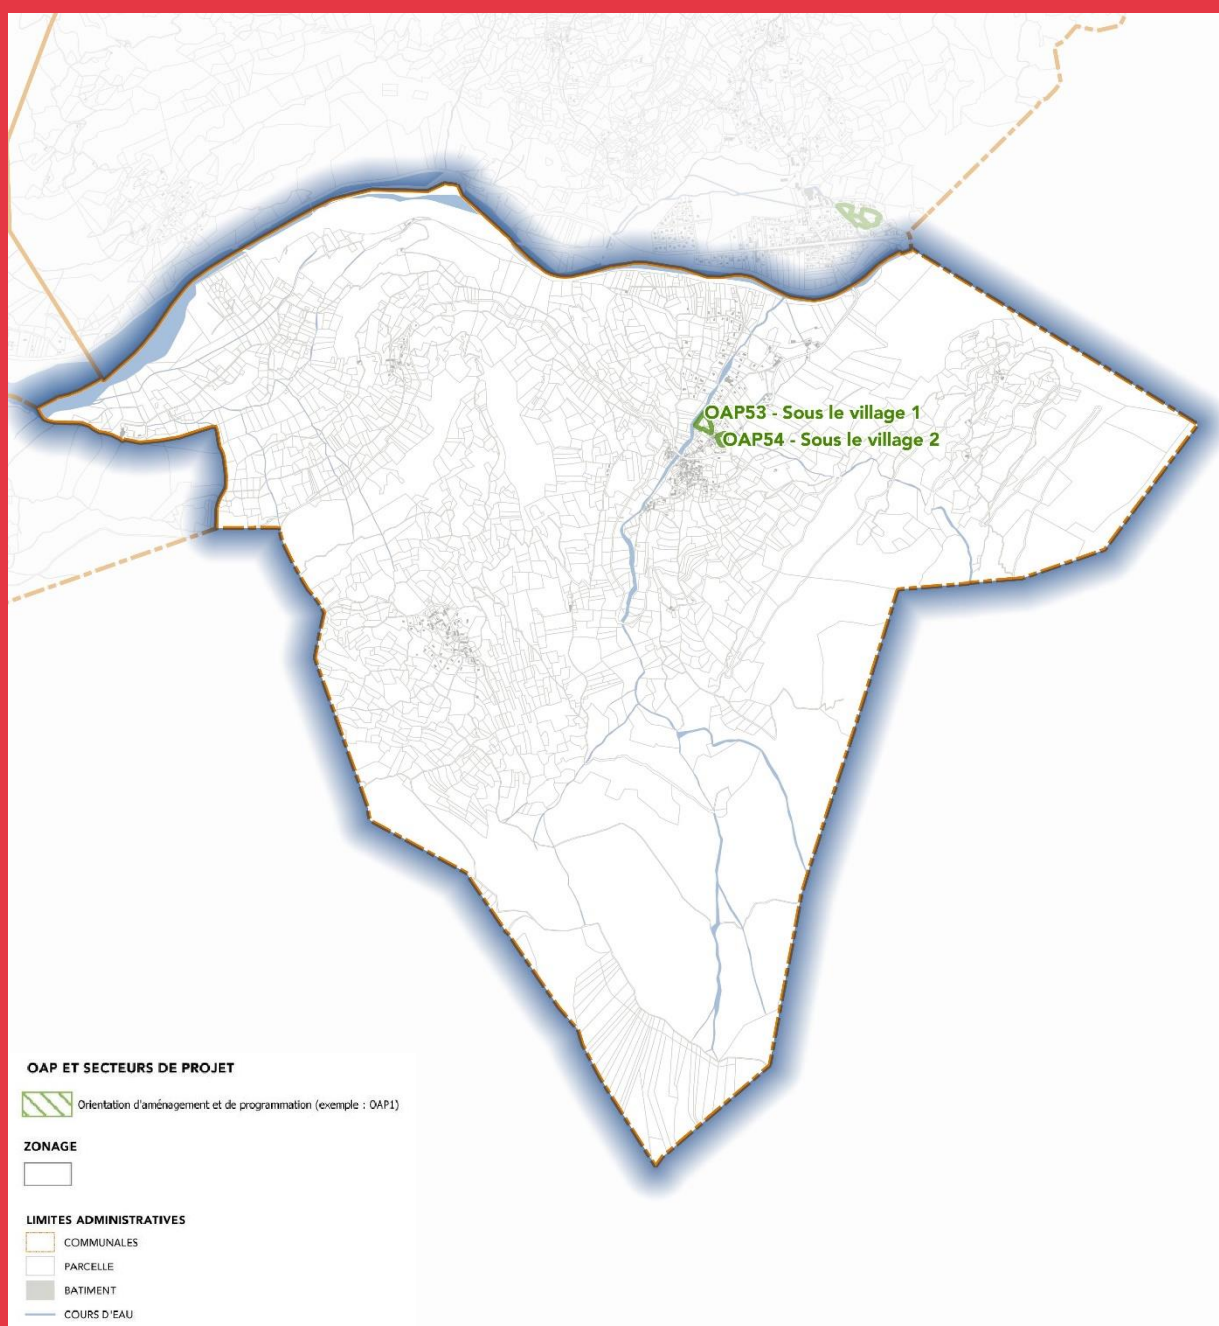 OAP53 - Sous le village 1
OAP54 - Sous le village 2
OAP ET SECTEURS DE PROJET
Orientation d'aménagement et de programmation (exemple : OAP1)
ZONAGE
LIMITES ADMINISTRATIVES
COMMUNALES
PARCELLE
BATIMENT
COURS D'EAU